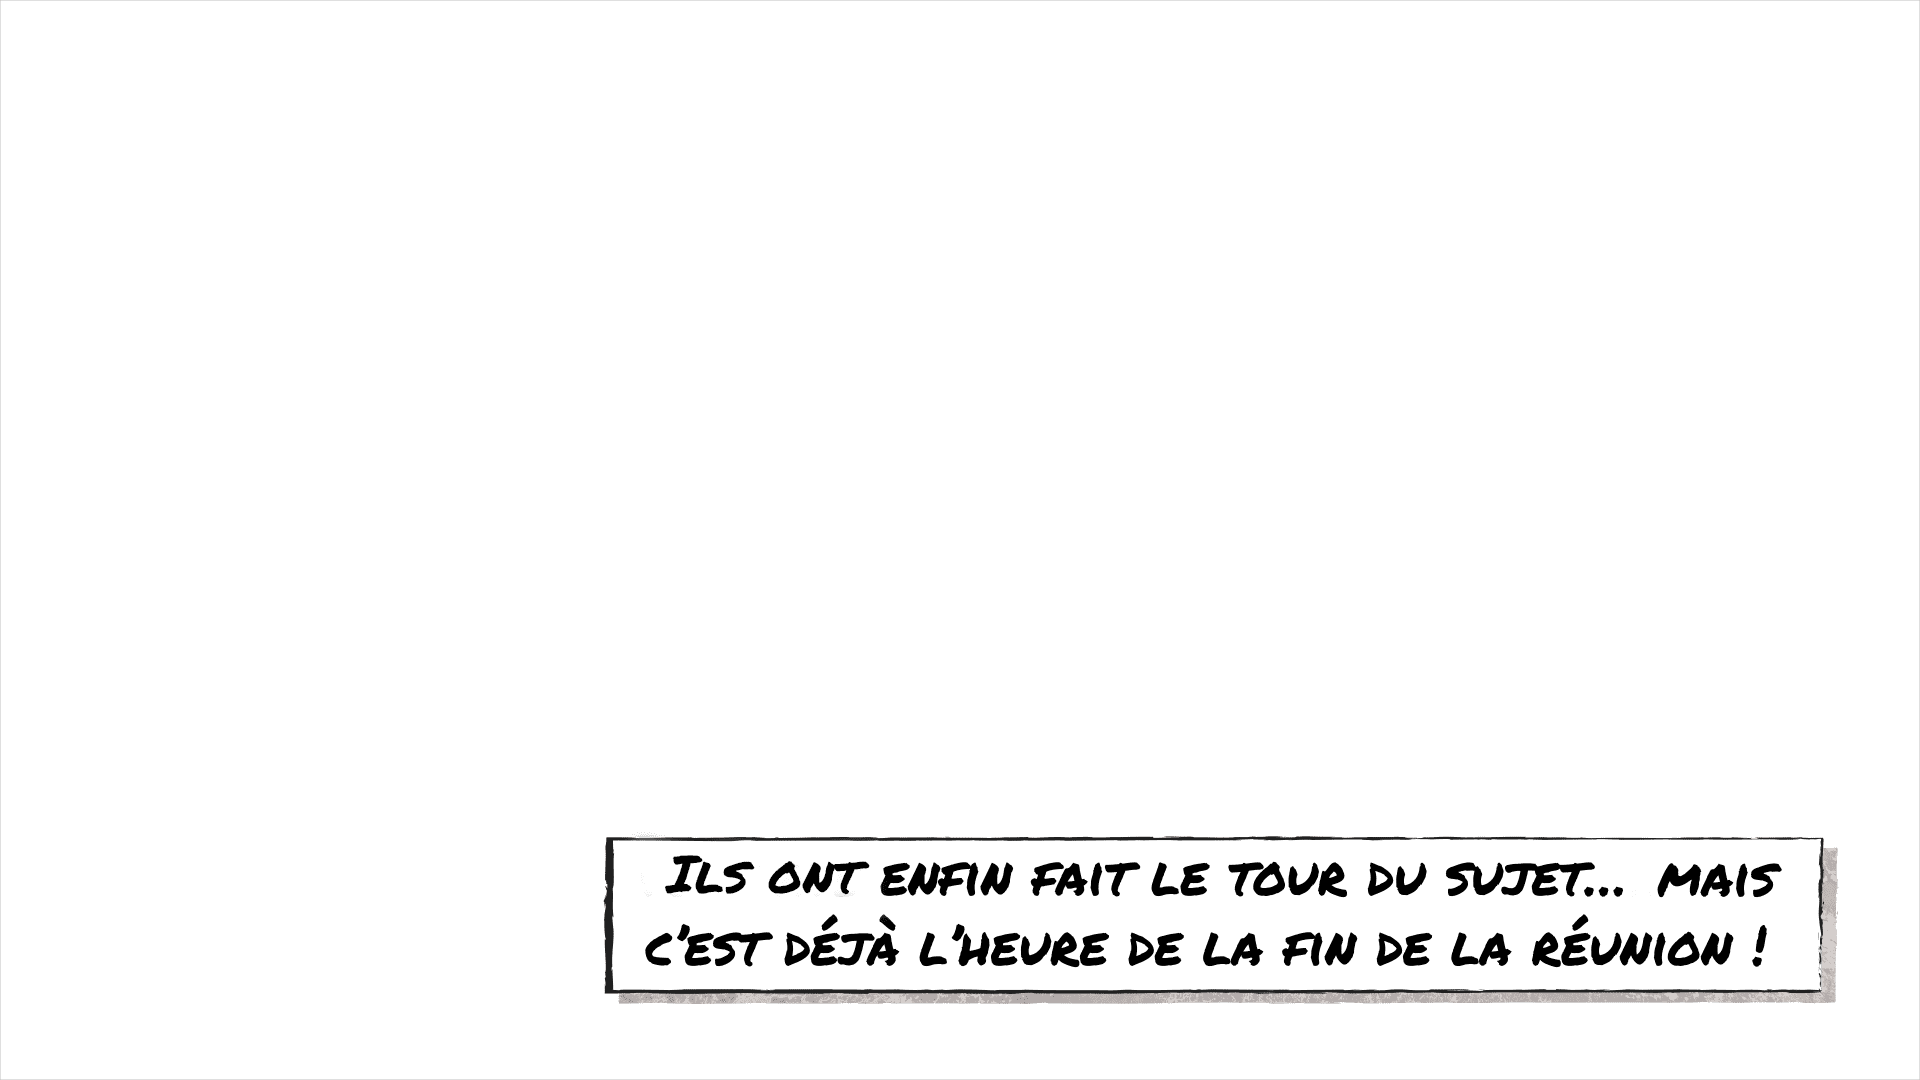 Ils ont enfin fait le tour du sujet... mais
c'est déjà l'heure de la fin de la réunion !